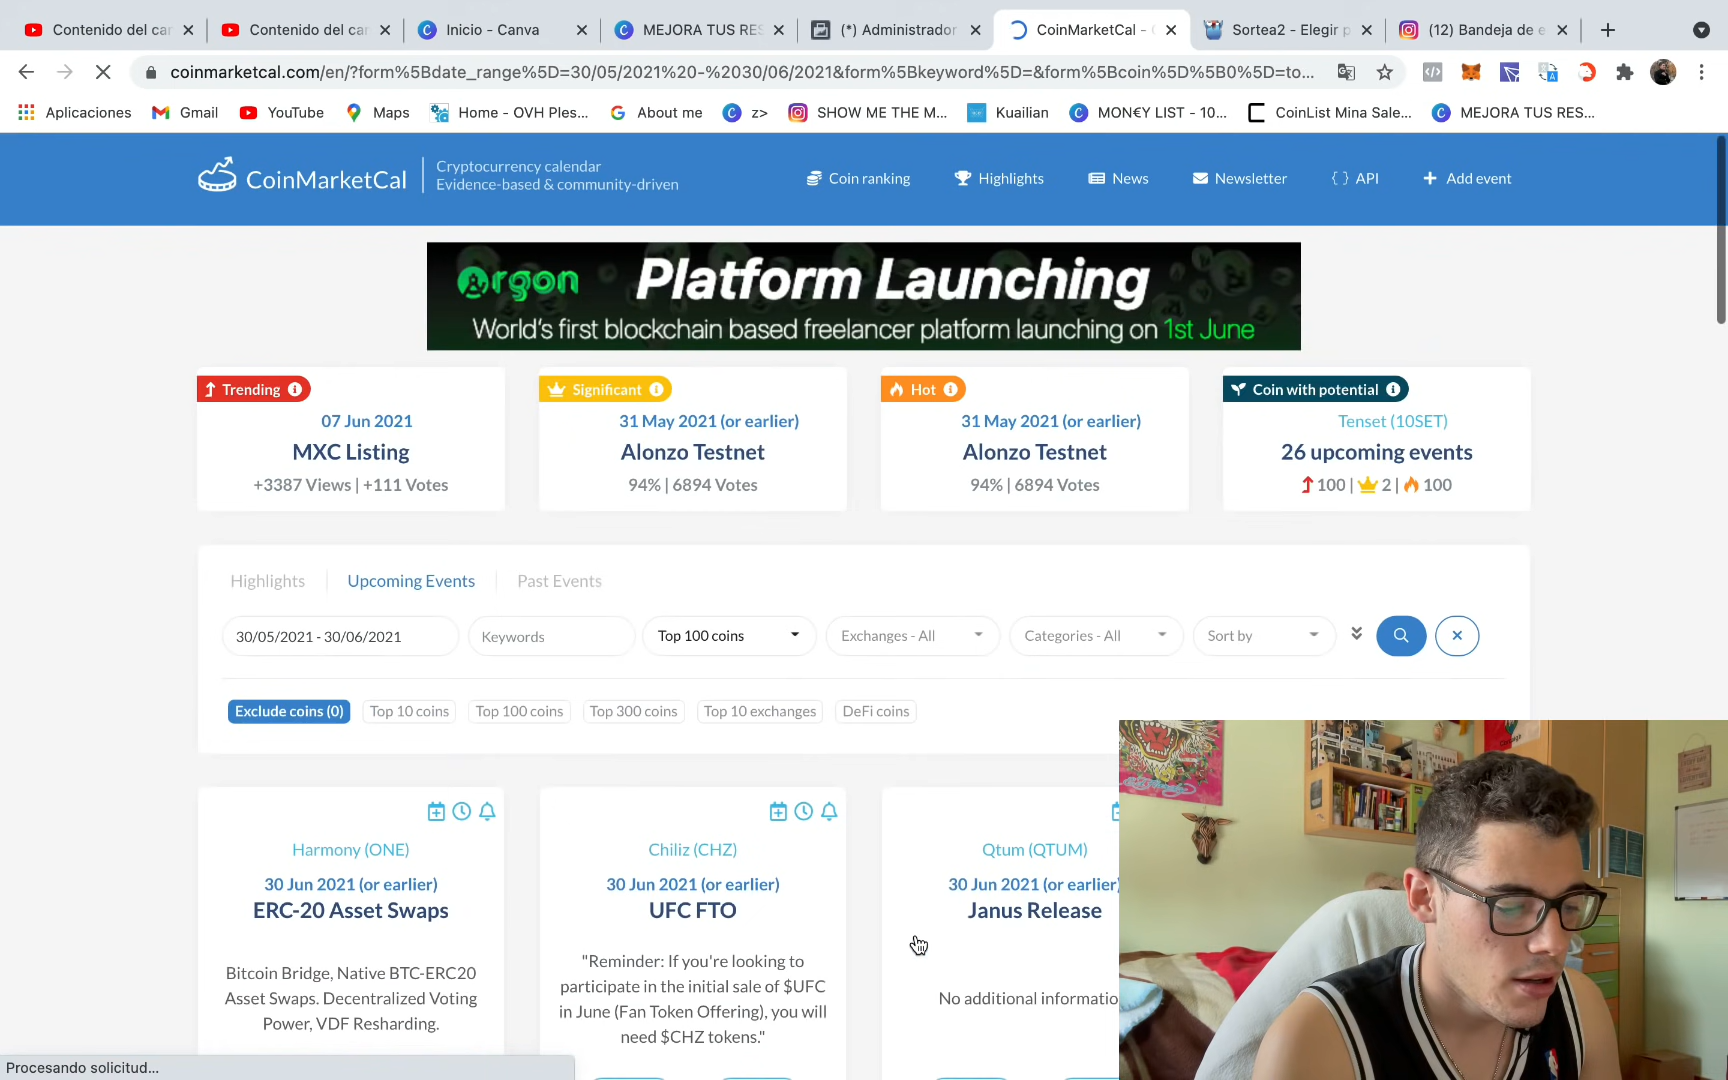 Contenido del car
Contenido del car
Inicio - Canva
MEJORA TUS RES
(*) Administrador
CoinMarketCal - C
Sortea2 - Elegir p
(12) Bandeja de e
coinmarketcal.com/en/?form%5Bdate_range%5D=30/05/2021%20-%2030/06/2021&form%5Bkeyword%5D=&form%5Bcoin%5D%5B0%5D=to...
Aplicaciones
Gmail
YouTube
Maps
Home - OVH Ples...
About me
z>
SHOW ME THE M...
Kuailian
MON€Y LIST - 10...
CoinList Mina Sale...
MEJORA TUS RES...
CoinMarketCal
Cryptocurrency calendar
Evidence-based & community-driven
Coin ranking
Highlights
News
Newsletter
API
Add event
Argon
Platform Launching
World's first blockchain based freelancer platform launching on 1st June
Trending
07 Jun 2021
MXC Listing
+3387 Views | +111 Votes
Significant
31 May 2021 (or earlier)
Alonzo Testnet
94% | 6894 Votes
Hot
31 May 2021 (or earlier)
Alonzo Testnet
94% | 6894 Votes
Coin with potential
Tenset (10SET)
26 upcoming events
100 | 2 | 100
Highlights
Upcoming Events
Past Events
30/05/2021 - 30/06/2021
Keywords
Top 100 coins
Exchanges - All
Categories - All
Sort by
Exclude coins (0)
Top 10 coins
Top 100 coins
Top 300 coins
Top 10 exchanges
DeFi coins
Harmony (ONE)
30 Jun 2021 (or earlier)
ERC-20 Asset Swaps
Bitcoin Bridge, Native BTC-ERC20
Asset Swaps. Decentralized Voting
Power, VDF Resharding.
Chiliz (CHZ)
30 Jun 2021 (or earlier)
UFC FTO
"Reminder: If you're looking to
participate in the initial sale of $UFC
in June (Fan Token Offering), you will
need $CHZ tokens."
Qtum (QTUM)
30 Jun 2021 (or earlier)
Janus Release
No additional informatio
Procesando solicitud...